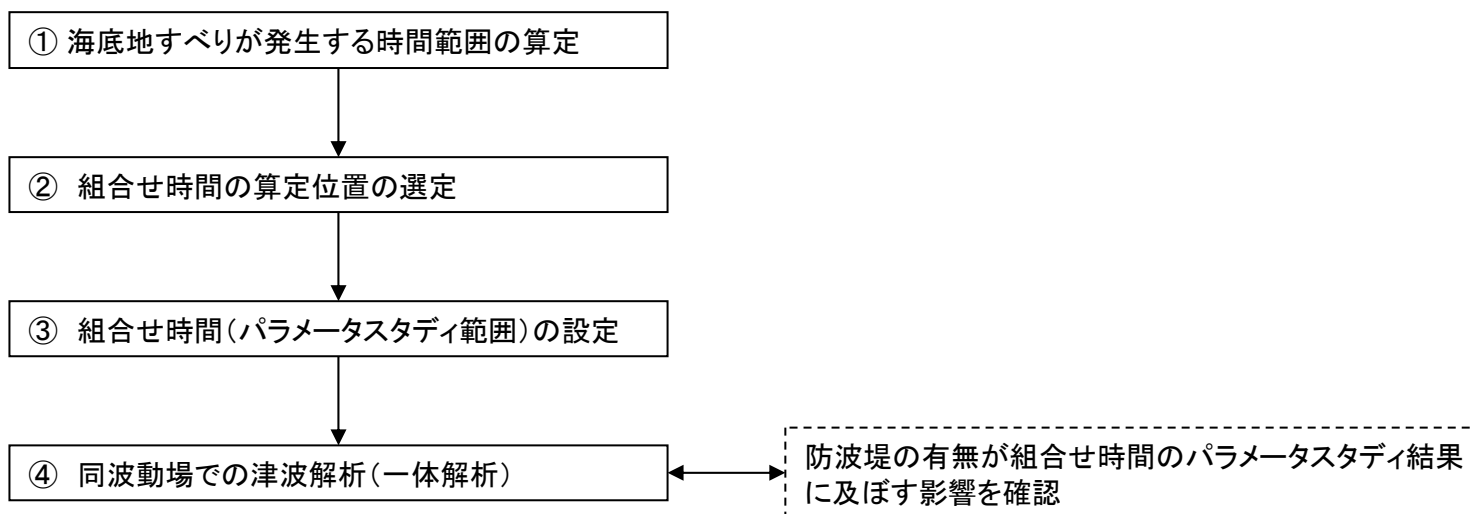 ① 海底地すべりが発生する時間範囲の算定
② 組合せ時間の算定位置の選定
③ 組合せ時間(パラメータスタディ範囲)の設定
④ 同波動場での津波解析(一体解析)
防波堤の有無が組合せ時間のパラメータスタディ結果
に及ぼす影響を確認